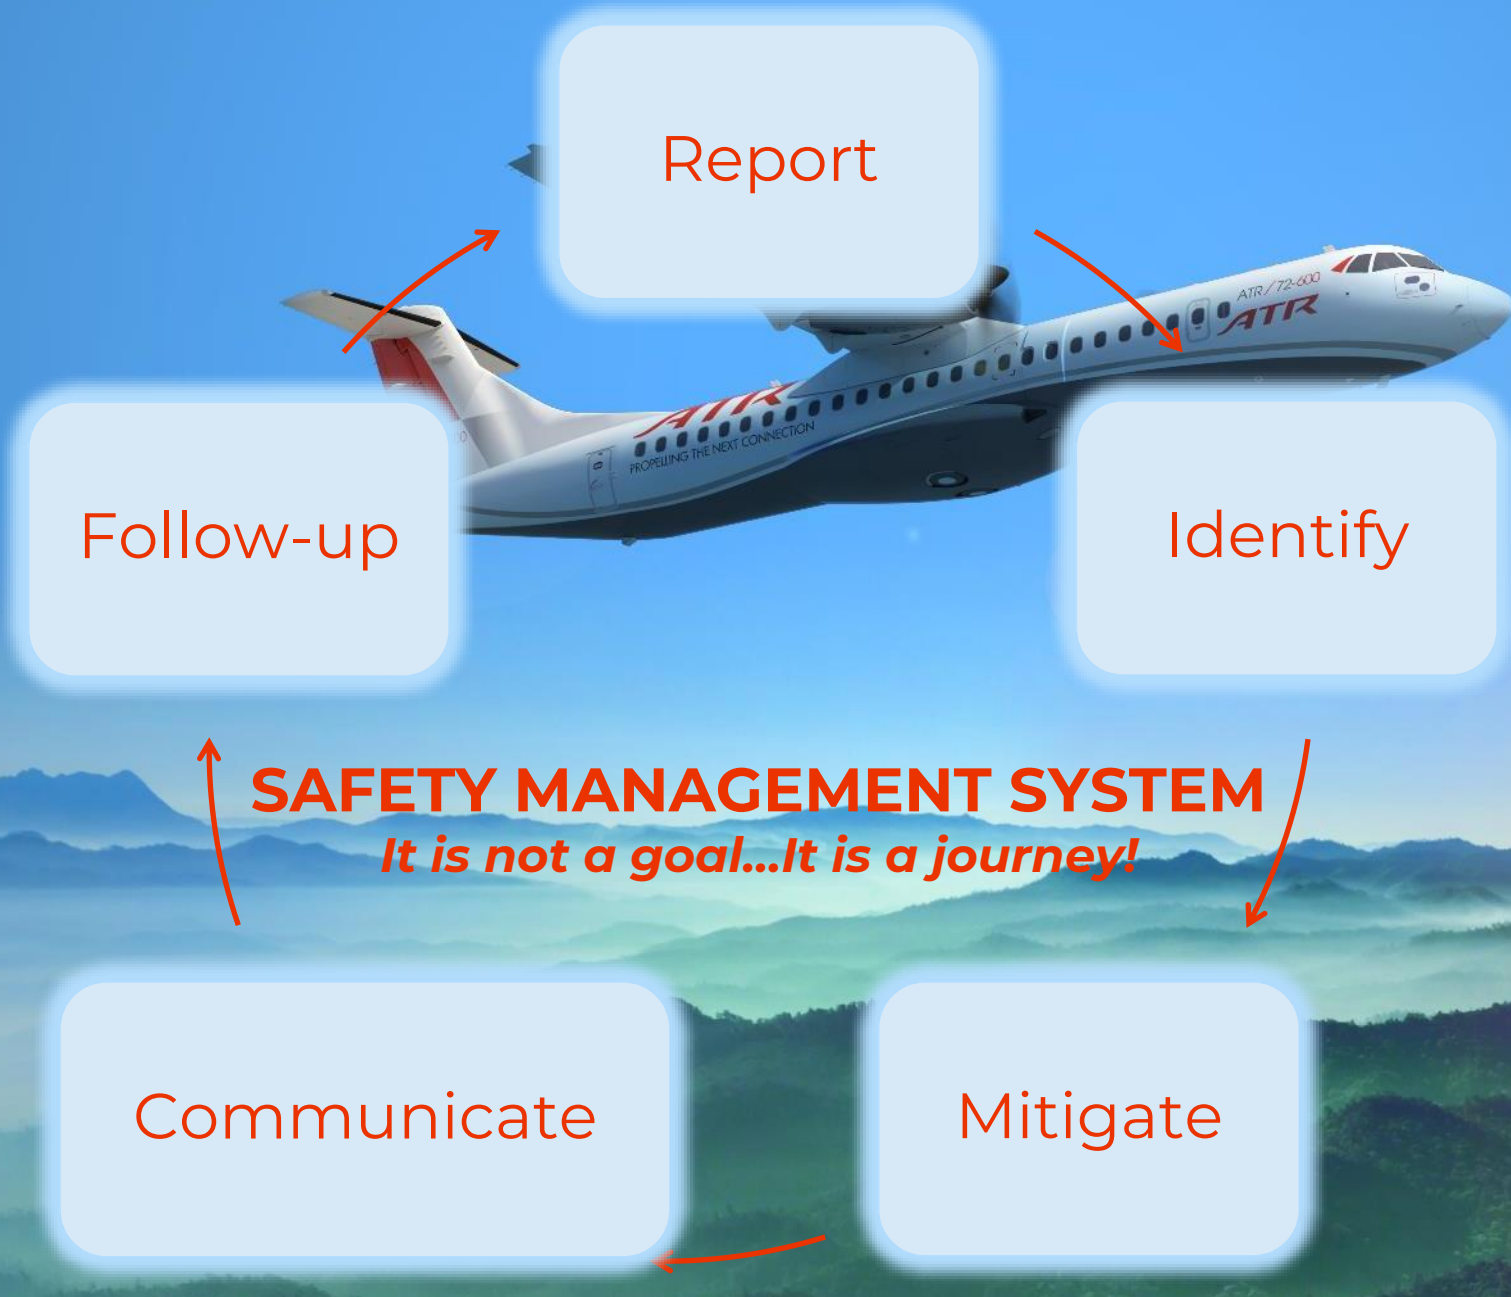 Report
ATR/72-600
ATR
ATR
PROPELLING THE NEXT CONNECTION
Follow-up
Identify
SAFETY MANAGEMENT SYSTEM
It is not a goal...It is a journey!
Communicate
Mitigate